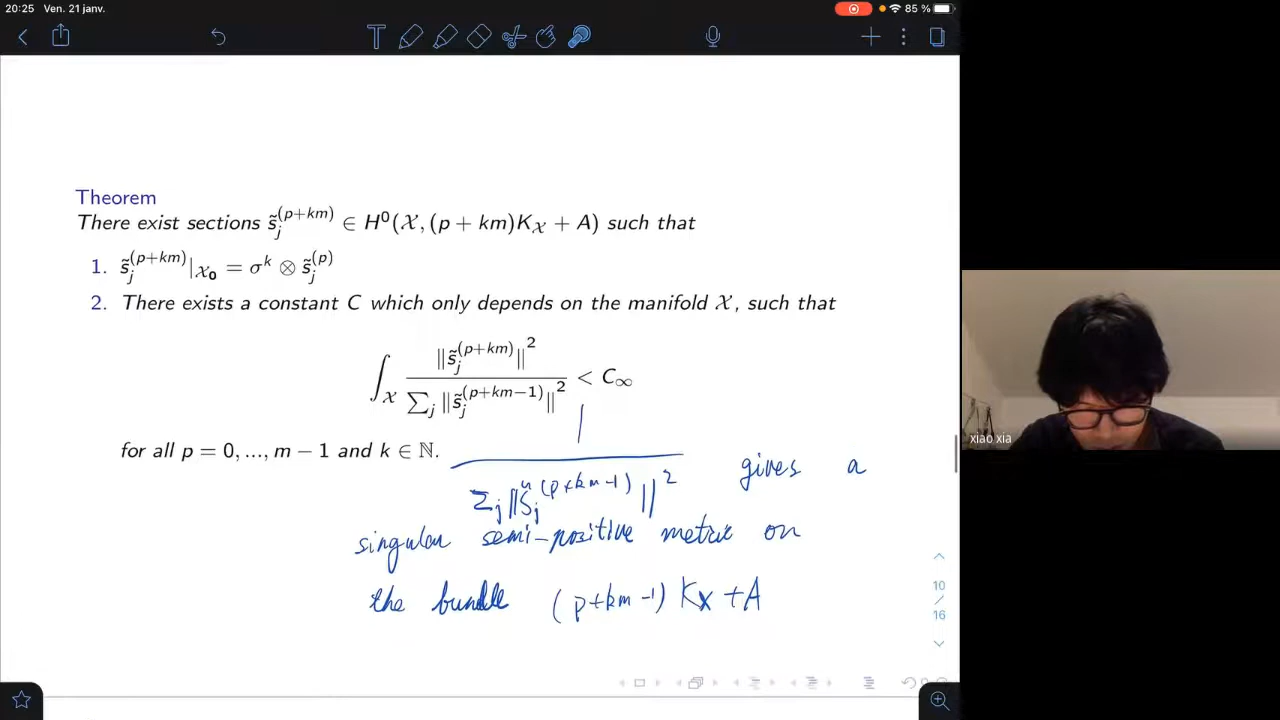 20:25 Ven. 21 janv.
85 %
Theorem
There exist sections s̃_j^{(p+km)} ∈ H⁰(𝒳, (p + km)K_𝒳 + A) such that
1. s̃_j^{(p+km)}|_{𝒳_0} = σ^k ⊗ s̃_j^{(p)}
2. There exists a constant C which only depends on the manifold 𝒳, such that
∫_𝒳 ‖s̃_j^{(p+km)}‖² / ∑_j ‖s̃_j^{(p+km−1)}‖² < C_∞
for all p = 0, ..., m − 1 and k ∈ ℕ.
1 / Σ_j ‖s̃_j^{(p+km−1)}‖² gives a
singular semi-positive metric on
the bundle (p+km−1) K_X + A
10
/
16
xiao xia